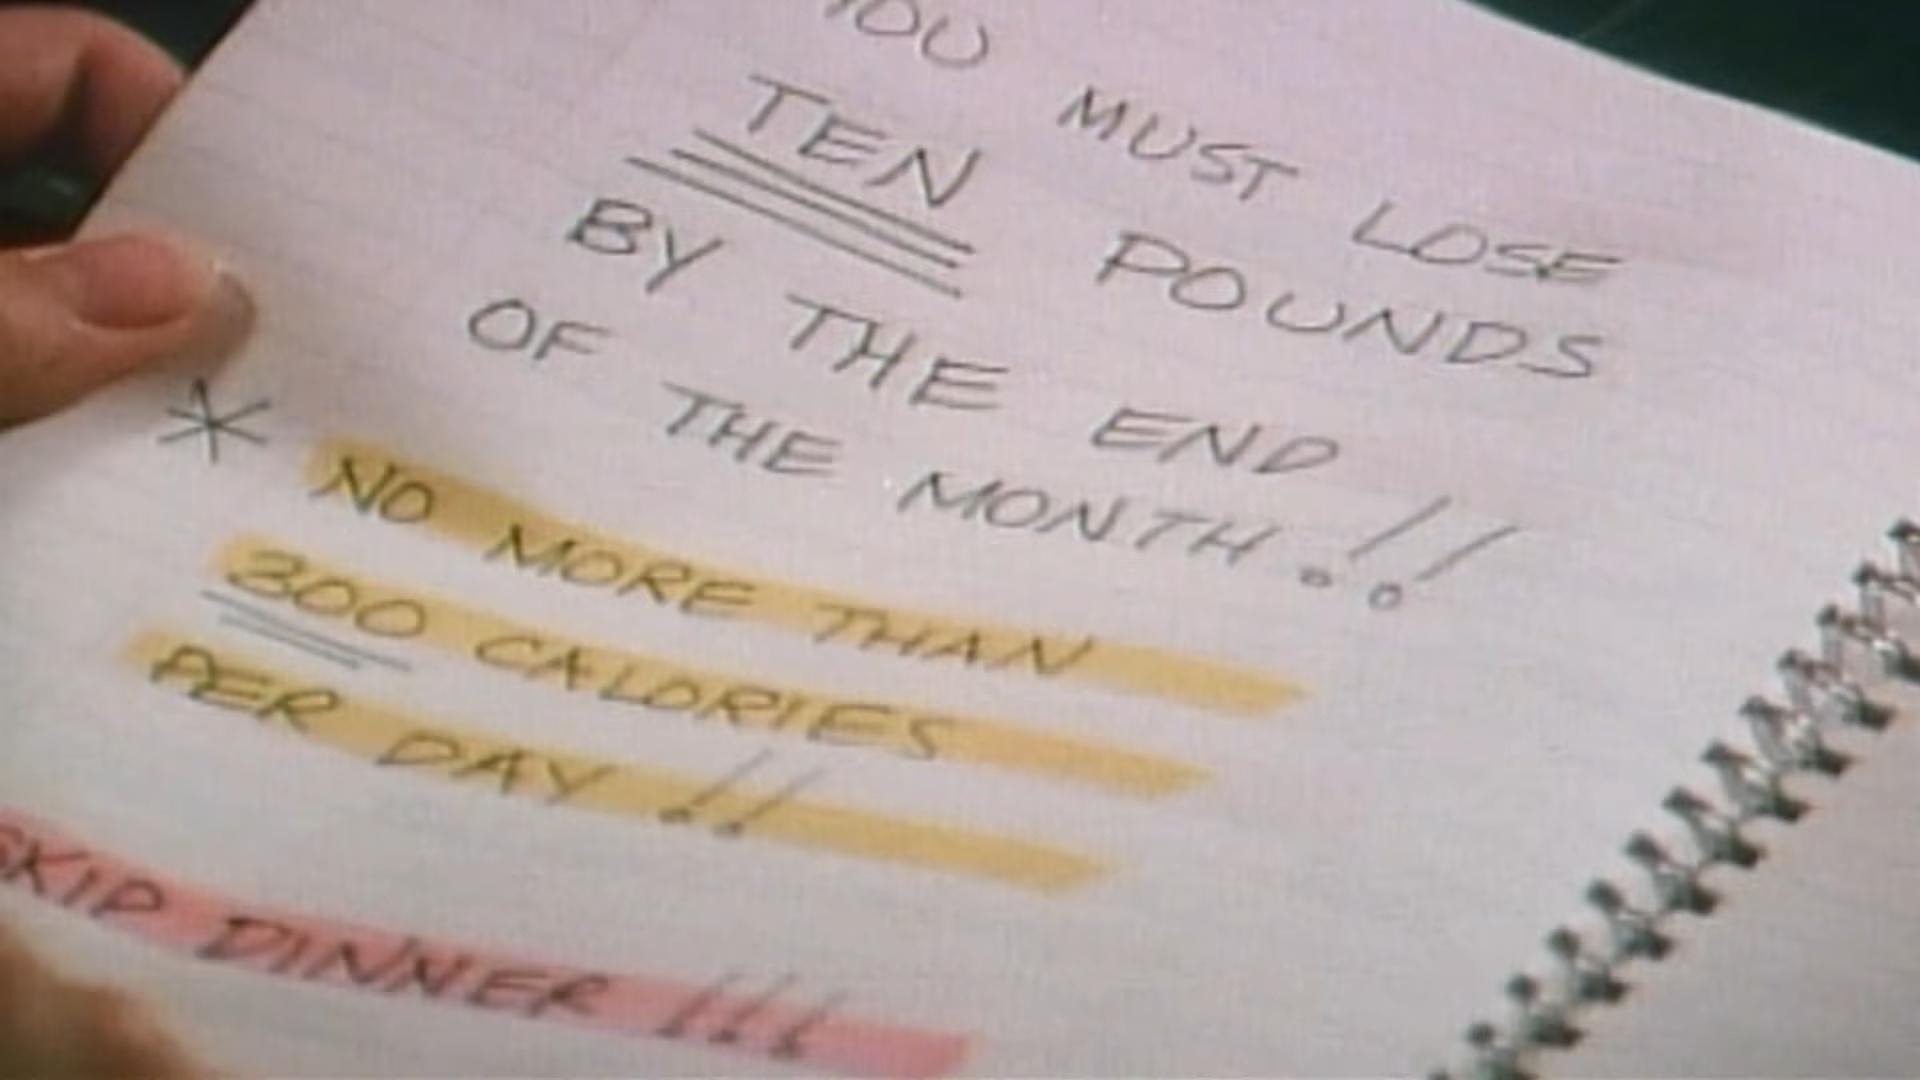 YOU MUST LOSE
TEN POUNDS
BY THE END
OF THE MONTH!!
* NO MORE THAN
300 CALORIES
PER DAY!!
SKIP DINNER!!!